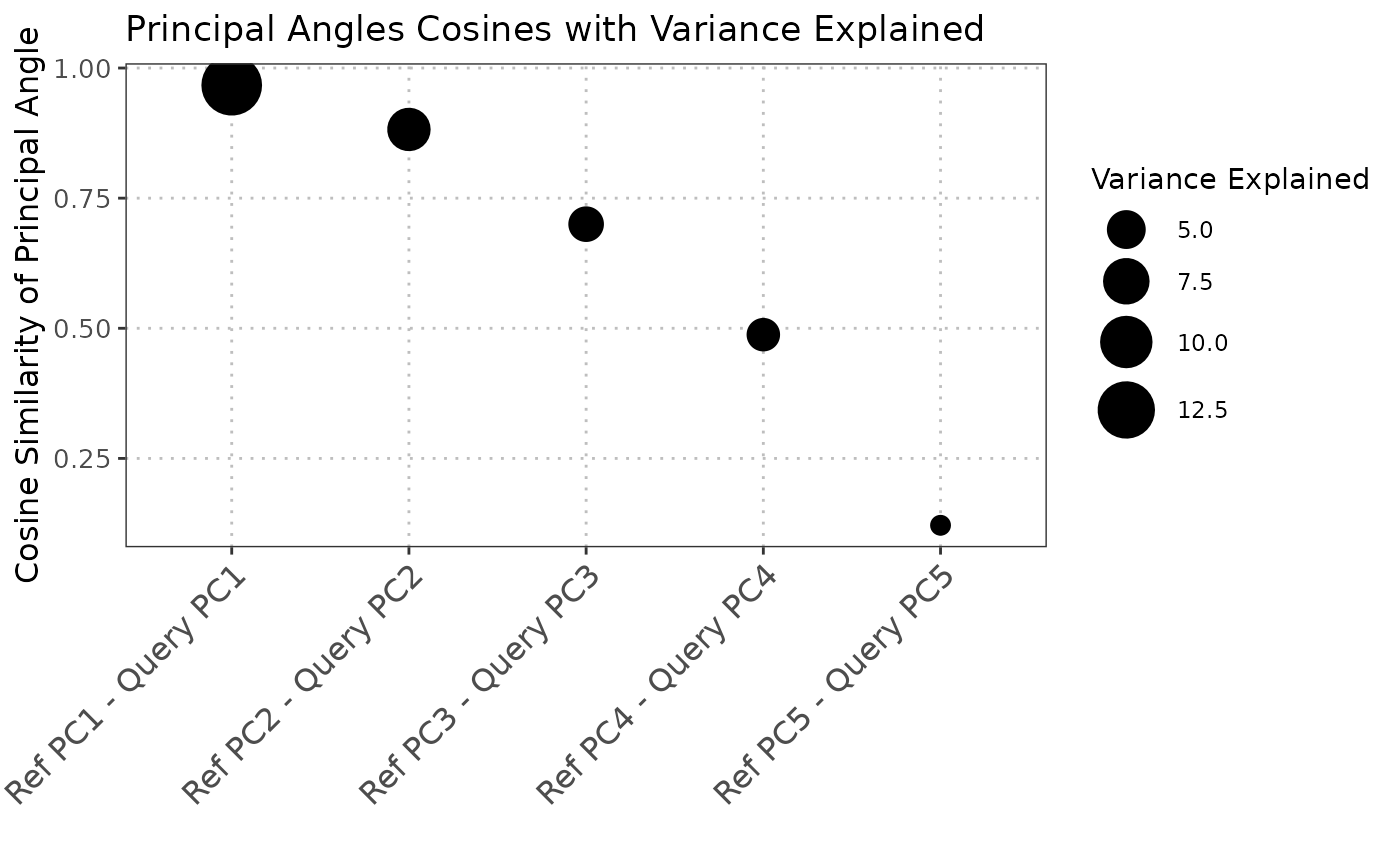 Principal Angles Cosines with Variance Explained
Cosine Similarity of Principal Angle
1.00
0.75
0.50
0.25
Ref PC1 - Query PC1
Ref PC2 - Query PC2
Ref PC3 - Query PC3
Ref PC4 - Query PC4
Ref PC5 - Query PC5
Variance Explained
5.0
7.5
10.0
12.5